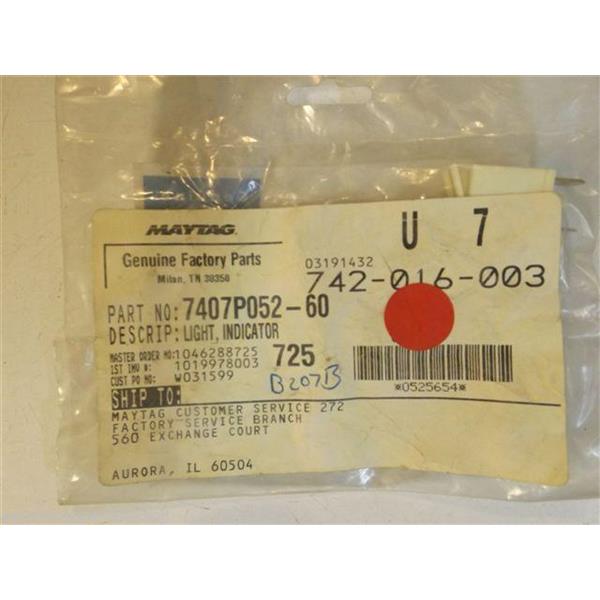 MAYTAG
U 7
Genuine Factory Parts
03191432
Milan, TN 38358
742-016-003
PART NO: 7407P052-60
DESCRIP: LIGHT, INDICATOR
MASTER ORDER NO: 1046288725
725
1ST INV #: 1019978003
CUST PO NO: W031599
B207B
*0525654*
SHIP TO:
MAYTAG CUSTOMER SERVICE 272
FACTORY SERVICE BRANCH
560 EXCHANGE COURT
AURORA, IL 60504